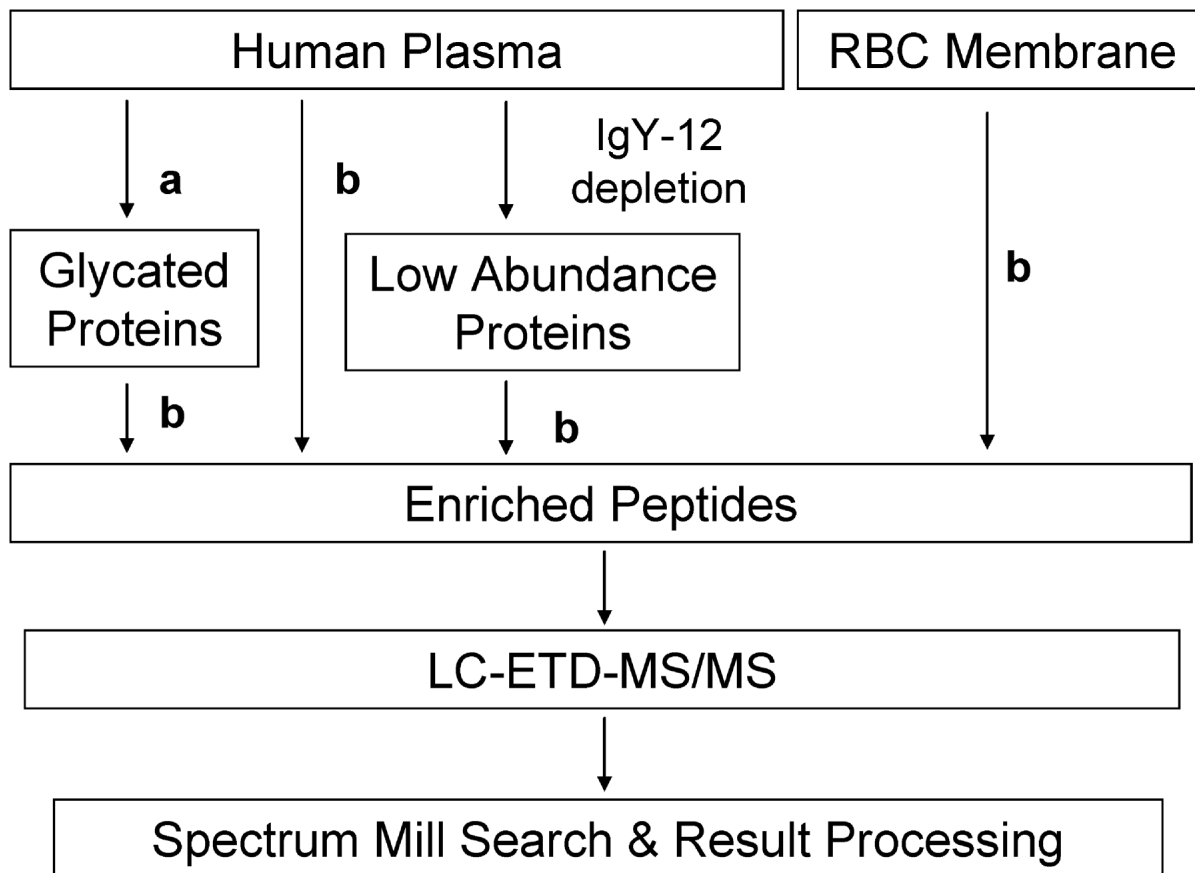 Human Plasma
RBC Membrane
IgY-12
depletion
a
b
Glycated
Proteins
Low Abundance
Proteins
b
b
b
Enriched Peptides
LC-ETD-MS/MS
Spectrum Mill Search & Result Processing